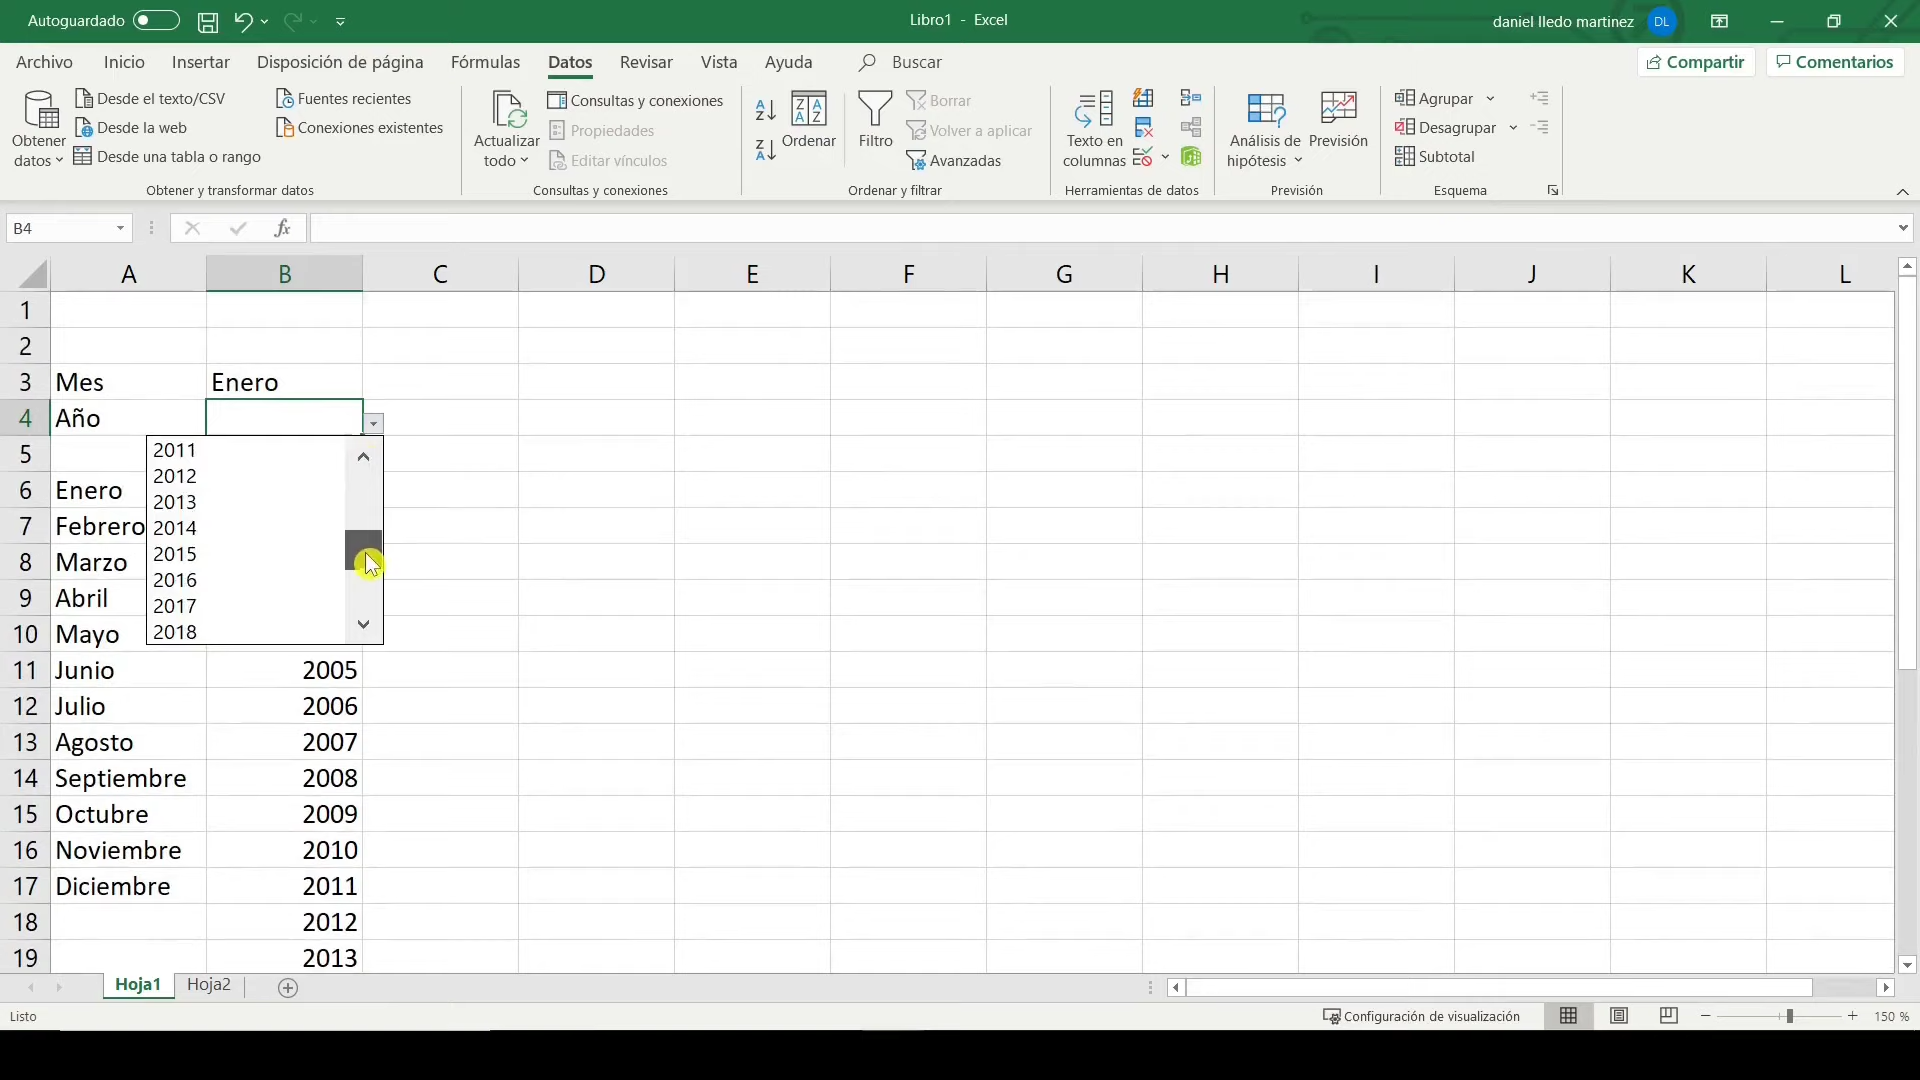 Autoguardado
Libro1 - Excel
daniel lledo martinez DL
Archivo Inicio Insertar Disposición de página Fórmulas Datos Revisar Vista Ayuda Buscar Compartir Comentarios
Obtener datos
Desde el texto/CSV
Desde la web
Desde una tabla o rango
Fuentes recientes
Conexiones existentes
Obtener y transformar datos
Actualizar todo
Consultas y conexiones
Propiedades
Editar vínculos
Consultas y conexiones
Ordenar
Filtro
Borrar
Volver a aplicar
Avanzadas
Ordenar y filtrar
Texto en columnas
Herramientas de datos
Análisis de hipótesis
Previsión
Previsión
Agrupar
Desagrupar
Subtotal
Esquema
B4 fx
A B C D E F G H I J K L
1
2
3 Mes Enero
4 Año
5
6 Enero
7 Febrero
8 Marzo
9 Abril
10 Mayo
2011
2012
2013
2014
2015
2016
2017
2018
11 Junio 2005
12 Julio 2006
13 Agosto 2007
14 Septiembre 2008
15 Octubre 2009
16 Noviembre 2010
17 Diciembre 2011
18 2012
19 2013
Hoja1 Hoja2
Listo
Configuración de visualización
150 %